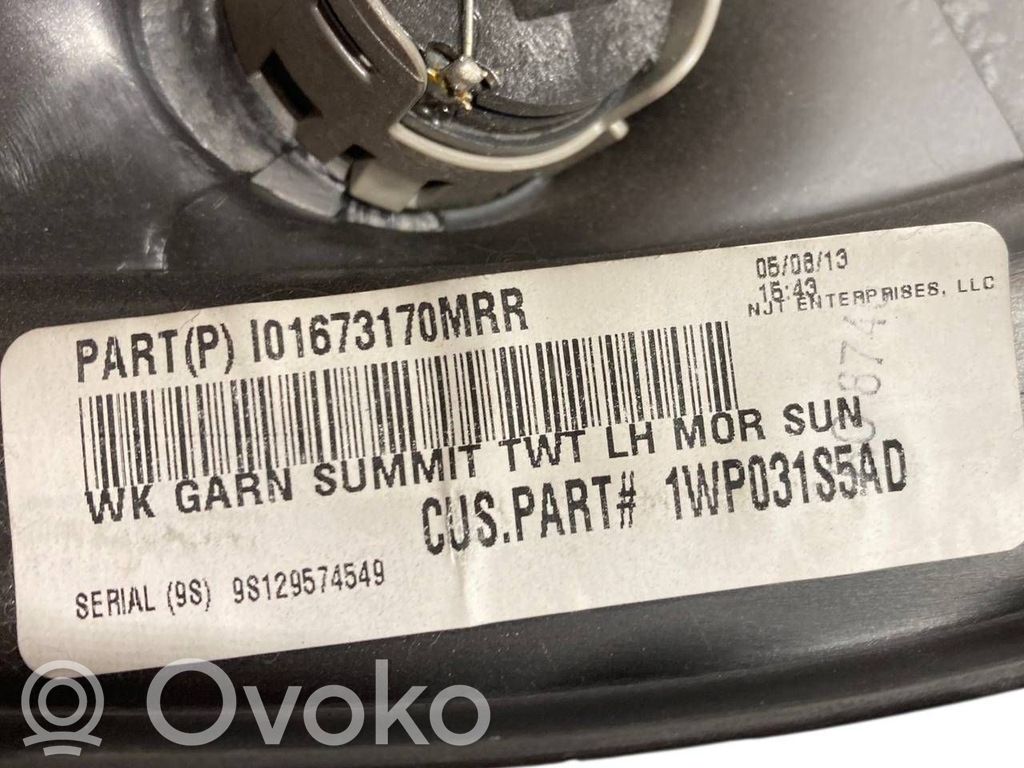 05/08/13
15:43
NJT ENTERPRISES, LLC
PART(P) I01673170MRR
WK GARN SUMMIT TWT LH MOR SUN
CUS.PART# 1WP031S5AD
SERIAL (9S) 9S129574549
Ovoko